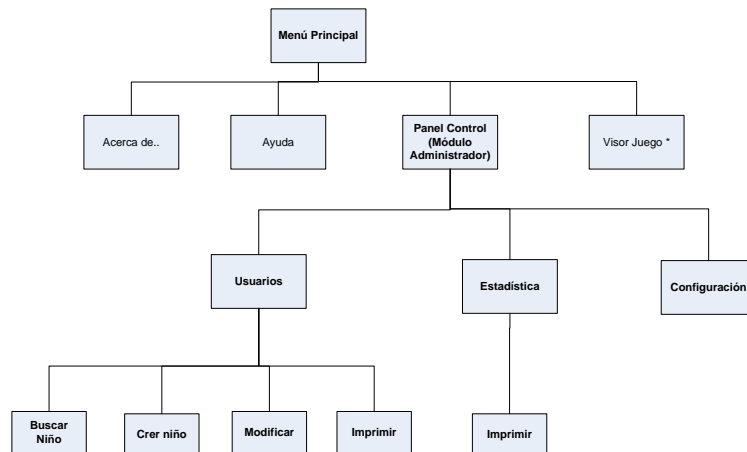 Menú Principal
Acerca de..
Ayuda
Panel Control
(Módulo
Administrador)
Visor Juego *
Usuarios
Estadística
Configuración
Buscar
Niño
Crer niño
Modificar
Imprimir
Imprimir